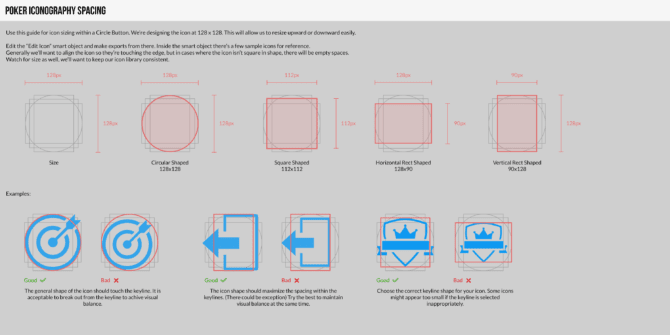 POKER ICONOGRAPHY SPACING
Use this guide for icon sizing within a Circle Button. We're designing the icon at 128 x 128. This will allow us to resize upward or downward easily.
Edit the "Edit Icon" smart object and make exports from there. Inside the smart object there's a few sample icons for reference.
Generally we'll want to align the icon so they're touching the edge, but in cases where the icon isn't square in shape, there will be empty spaces.
Watch for size as well, we'll want to keep our icon library consistent.
128px 128px 112px 128px 90px
128px 128px 112px 90px 128px
Size Circular Shaped Square Shaped Horizontal Rect Shaped Vertical Rect Shaped
128x128 112x112 128x90 90x128
Examples:
Good Bad Good Bad Good Bad
The general shape of the icon should touch the keyline. It is
acceptable to break out from the keyline to achieve visual
balance.
The icon shape should maximize the spacing within the
keylines. (There could be exception) Try the best to maintain
visual balance at the same time.
Choose the correct keyline shape for your icon. Some icons
might appear too small if the keyline is selected
inappropriately.